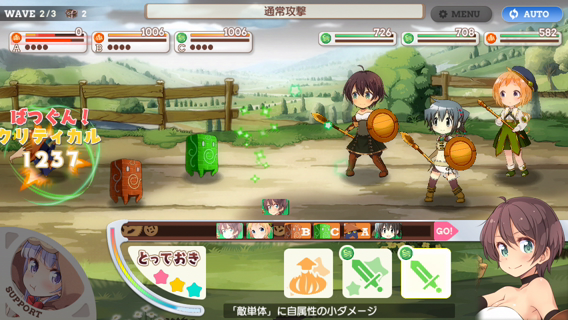 WAVE 2/3 2
通常攻撃
MENU
AUTO
0
A
1006
B
1006
C
726
708
582
ばつぐん!
クリティカル
1237
B
C
A
GO!
とっておき
SUPPORT
「敵単体」に自属性の小ダメージ